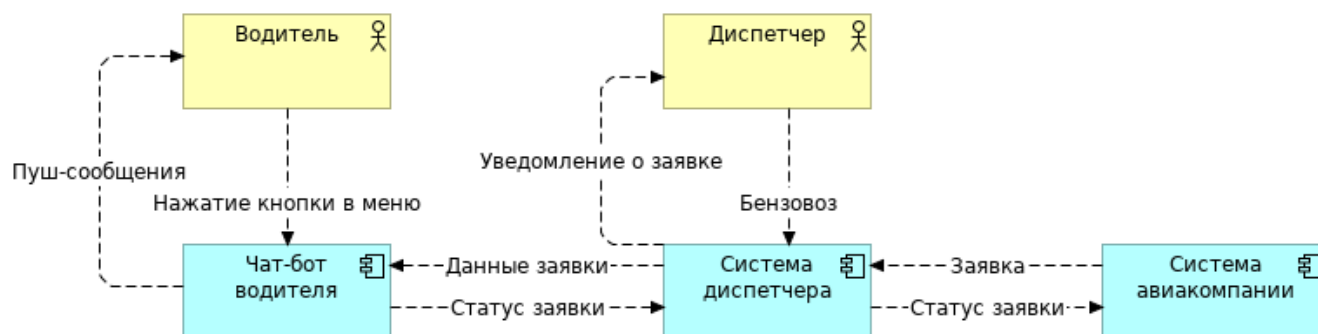 Водитель
Диспетчер
Пуш-сообщения
Уведомление о заявке
Нажатие кнопки в меню
Бензовоз
Чат-бот
водителя
Данные заявки
Статус заявки
Система
диспетчера
Заявка
Статус заявки
Система
авиакомпании